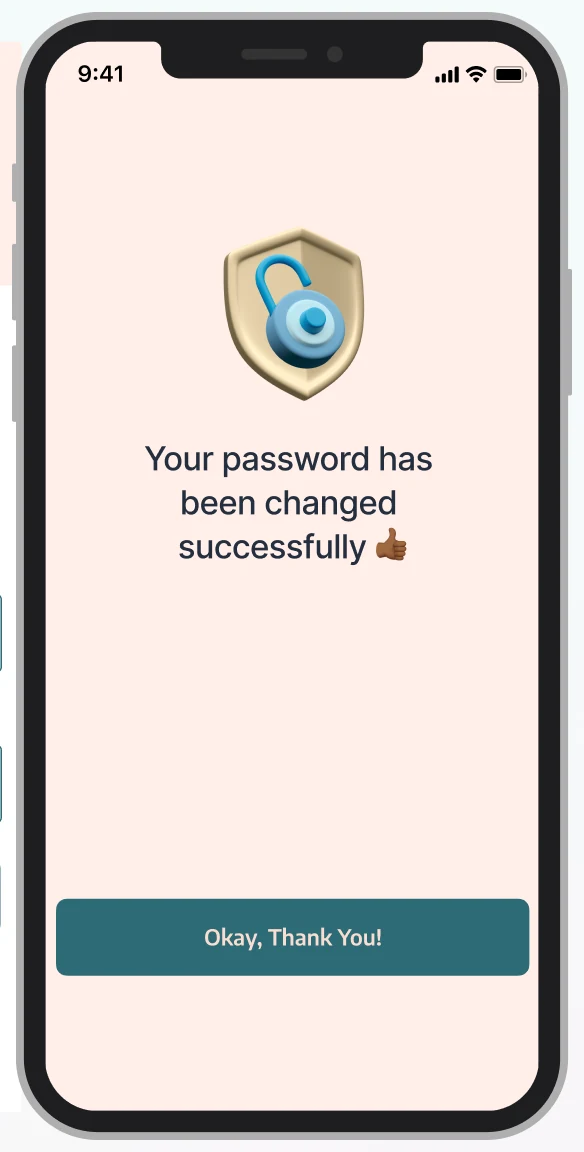 9:41
Your password has
been changed
successfully 👍🏾
Okay, Thank You!